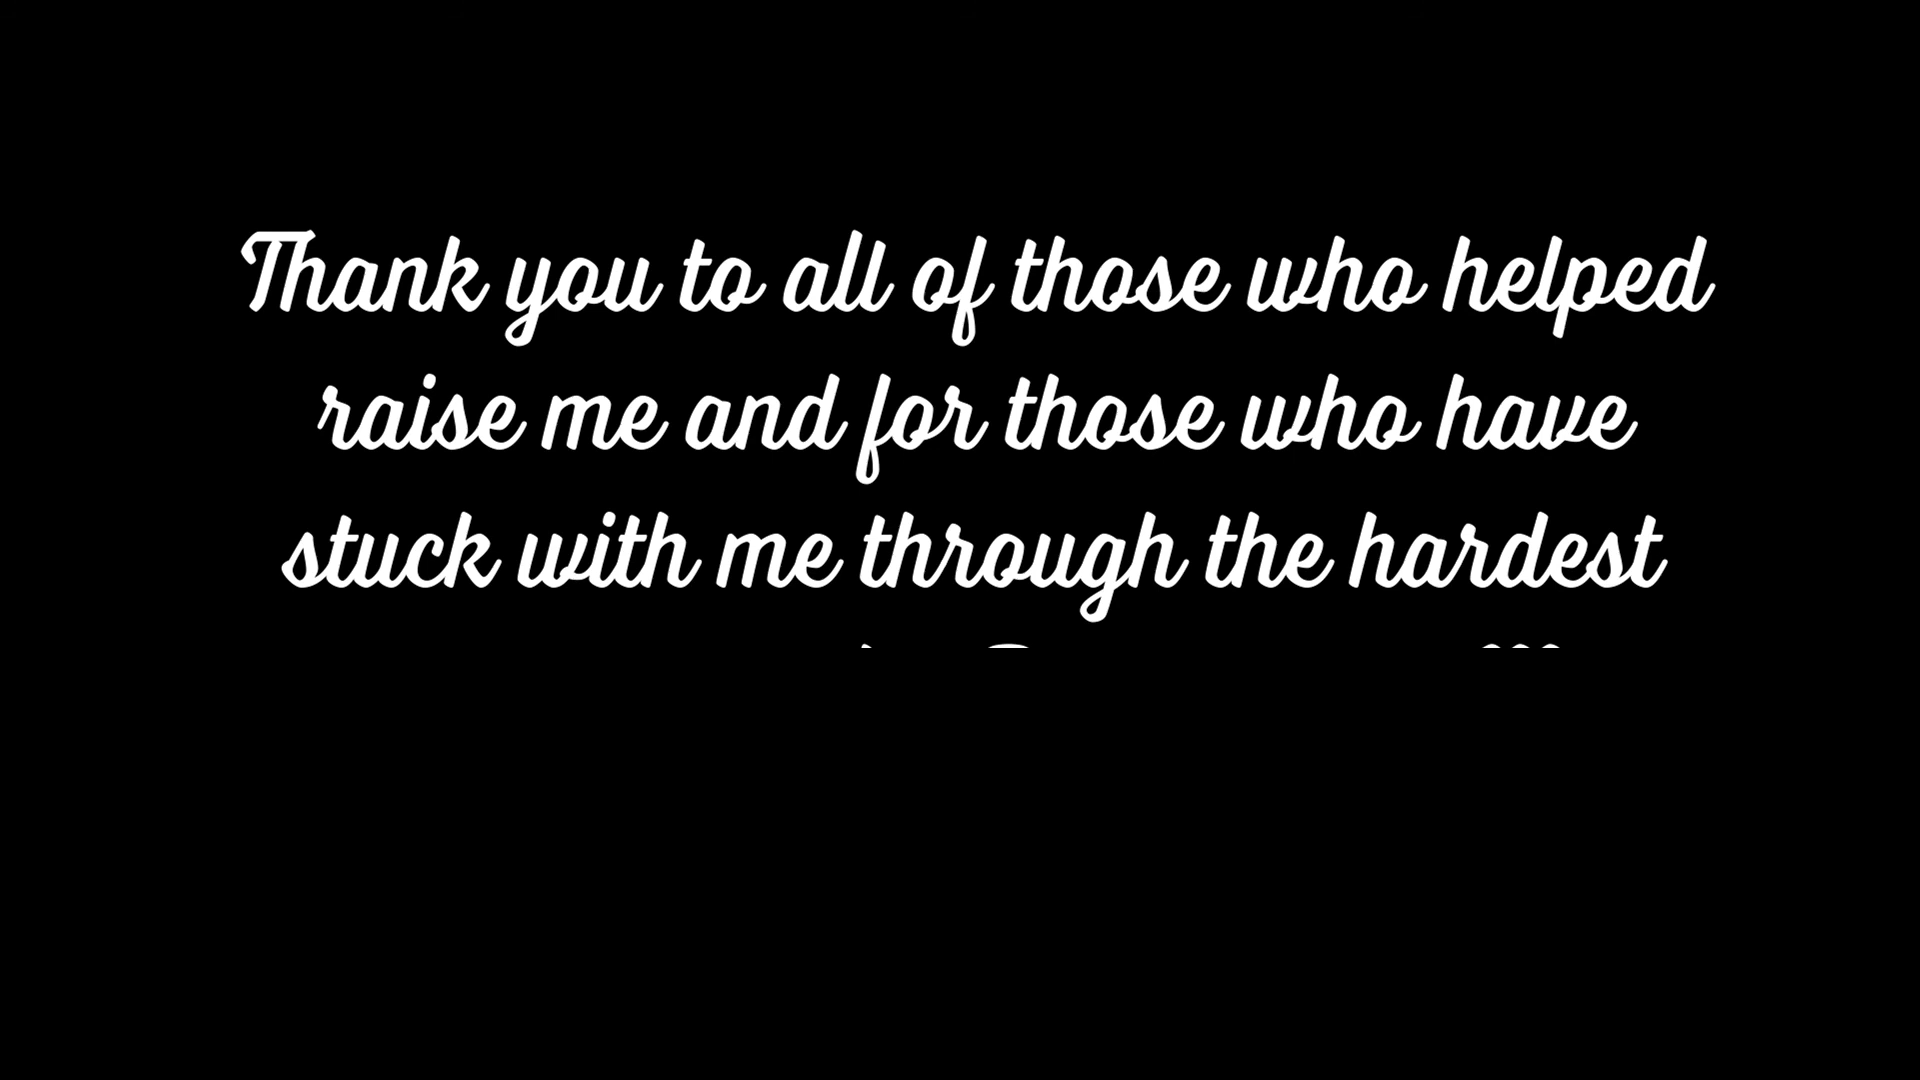 Thank you to all of those who helped
raise me and for those who have
stuck with me through the hardest